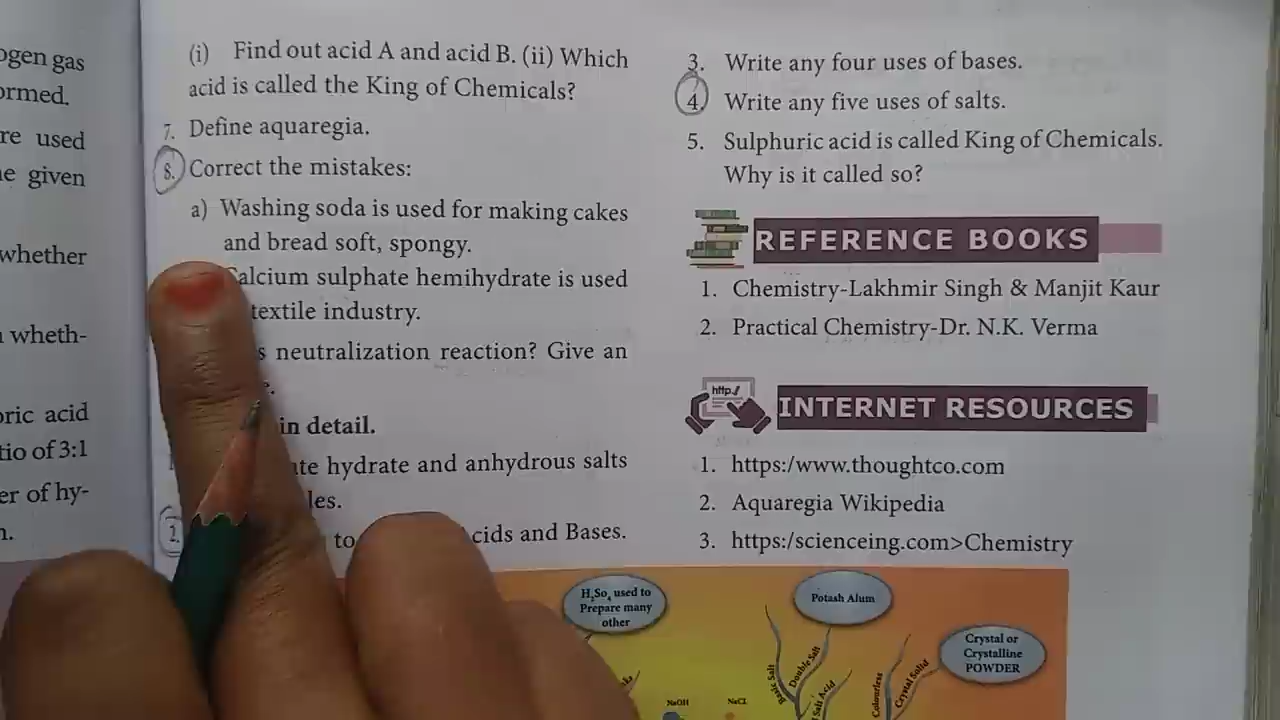 ogen gas
ormed.
re used
e given
whether
wheth-
oric acid
tio of 3:1
er of hy-
(i) Find out acid A and acid B. (ii) Which
acid is called the King of Chemicals?
7. Define aquaregia.
8. Correct the mistakes:
a) Washing soda is used for making cakes
and bread soft, spongy.
Calcium sulphate hemihydrate is used
textile industry.
neutralization reaction? Give an
in detail.
hydrate and anhydrous salts
2.
to
cids and Bases.
3. Write any four uses of bases.
4. Write any five uses of salts.
5. Sulphuric acid is called King of Chemicals.
Why is it called so?
REFERENCE BOOKS
1. Chemistry-Lakhmir Singh & Manjit Kaur
2. Practical Chemistry-Dr. N.K. Verma
http://
INTERNET RESOURCES
1. https:/www.thoughtco.com
2. Aquaregia Wikipedia
3. https:/scienceing.com>Chemistry
H₂So₄ used to
Prepare many
other
Potash Alum
Crystal or
Crystalline
POWDER
Basic Salt
Double Salt
Salt Acid
Colourless
Crystal Solid
NaOH
NaCl